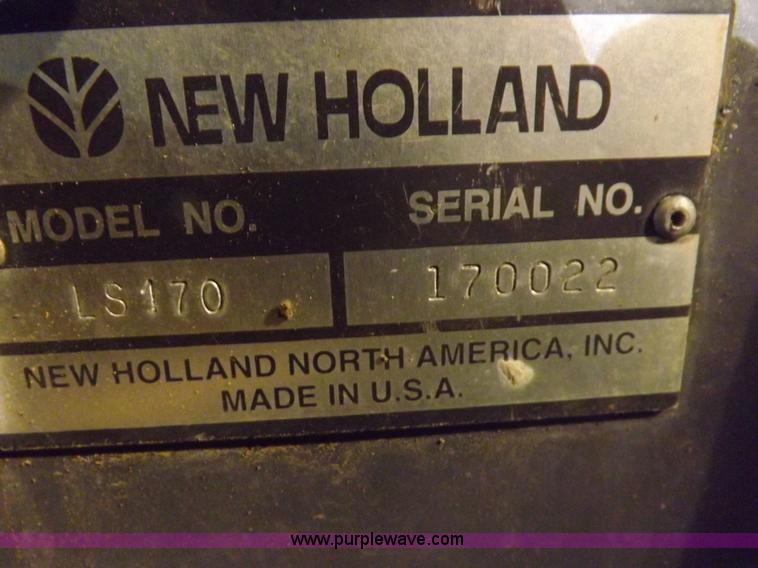 NEW HOLLAND
MODEL NO. SERIAL NO.
LS170 170022
NEW HOLLAND NORTH AMERICA, INC.
MADE IN U.S.A.
www.purplewave.com